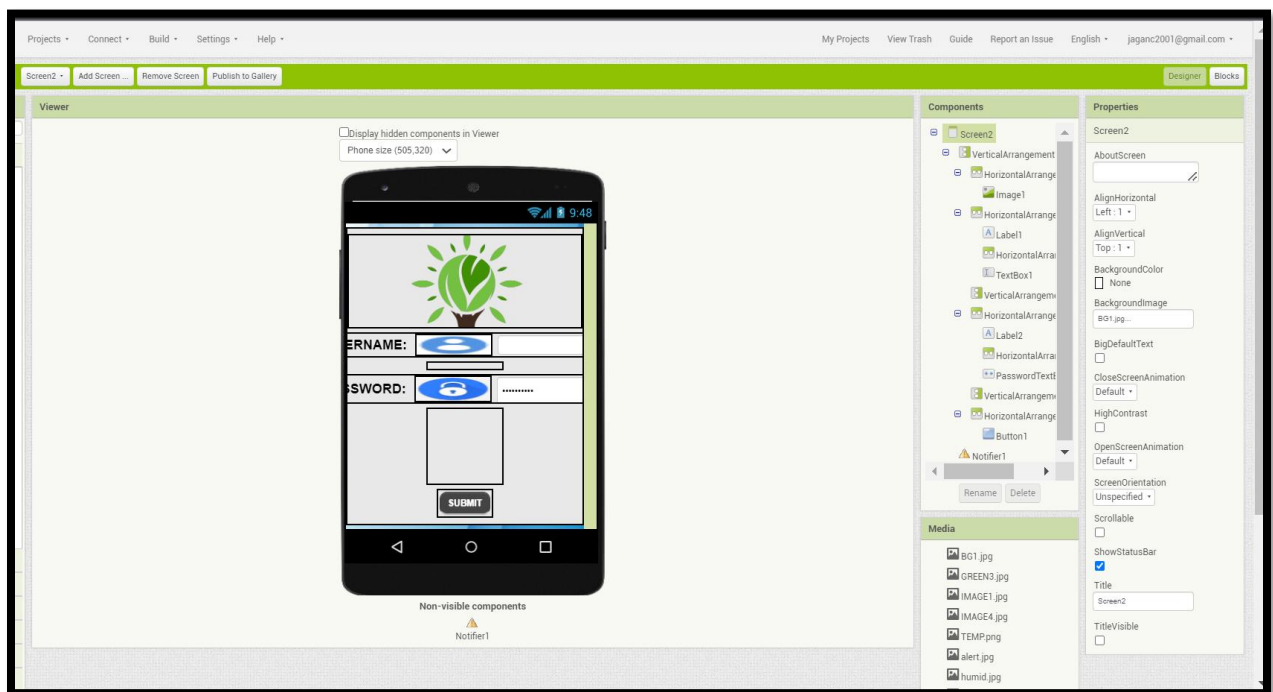 Projects Connect Build Settings Help My Projects View Trash Guide Report an Issue English jaganc2001@gmail.com
Screen2 Add Screen ... Remove Screen Publish to Gallery Designer Blocks
Viewer
Display hidden components in Viewer
Phone size (505,320)
9:48
ERNAME:
SSWORD:
..........
SUBMIT
Non-visible components
Notifier1
Components
Screen2
VerticalArrangement
HorizontalArrange
Image1
HorizontalArrange
Label1
HorizontalArra
TextBox1
VerticalArrangem
HorizontalArrange
Label2
HorizontalArra
PasswordTextB
VerticalArrangem
HorizontalArrange
Button1
Notifier1
Rename Delete
Media
BG1.jpg
GREEN3.jpg
IMAGE1.jpg
IMAGE4.jpg
TEMP.png
alert.jpg
humid.jpg
Properties
Screen2
AboutScreen
AlignHorizontal
Left : 1
AlignVertical
Top : 1
BackgroundColor
None
BackgroundImage
BG1.jpg...
BigDefaultText
CloseScreenAnimation
Default
HighContrast
OpenScreenAnimation
Default
ScreenOrientation
Unspecified
Scrollable
ShowStatusBar
Title
Screen2
TitleVisible